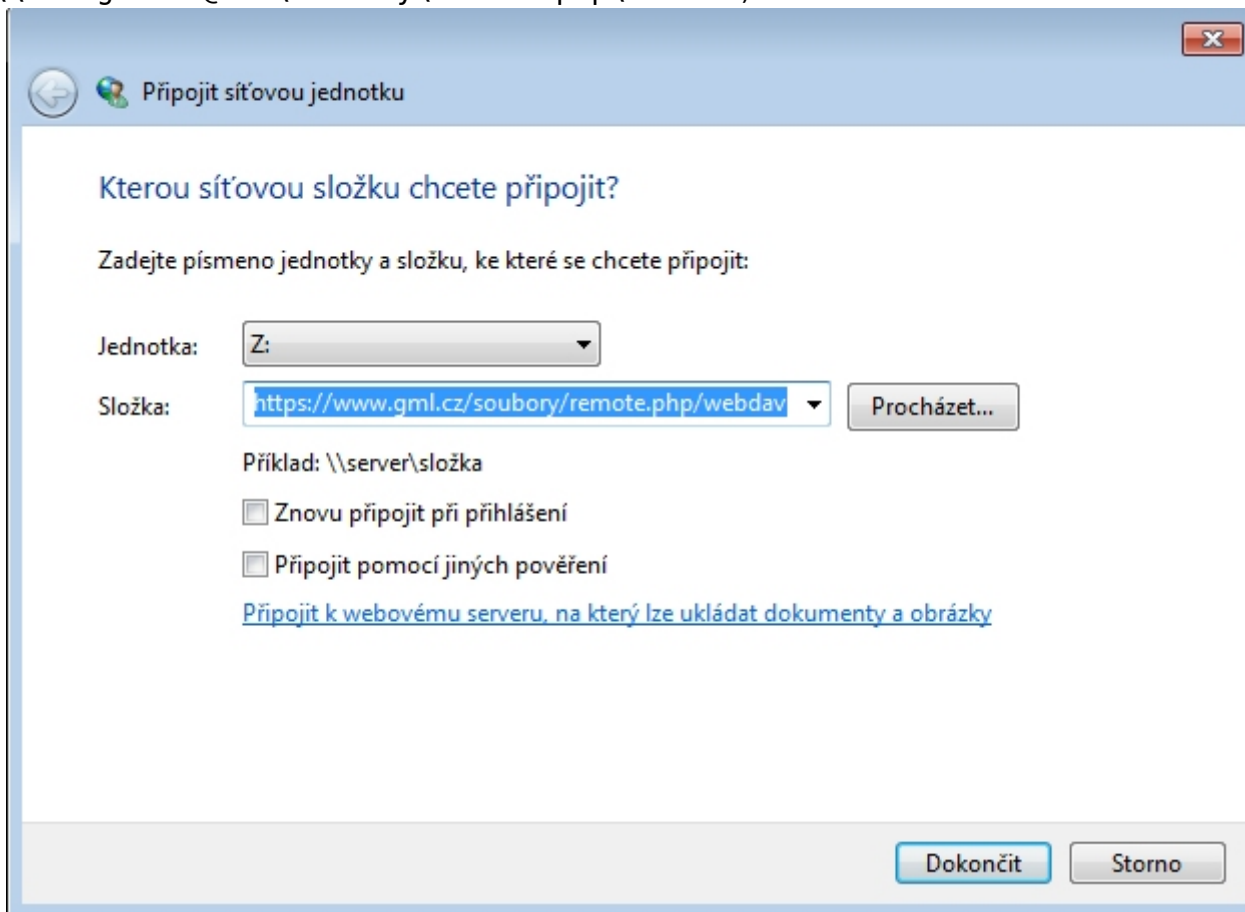 Připojit síťovou jednotku
Kterou síťovou složku chcete připojit?
Zadejte písmeno jednotky a složku, ke které se chcete připojit:
Jednotka: Z:
Složka: https://www.gml.cz/soubory/remote.php/webdav Procházet...
Příklad: \\server\složka
Znovu připojit při přihlášení
Připojit pomocí jiných pověření
Připojit k webovému serveru, na který lze ukládat dokumenty a obrázky
Dokončit Storno